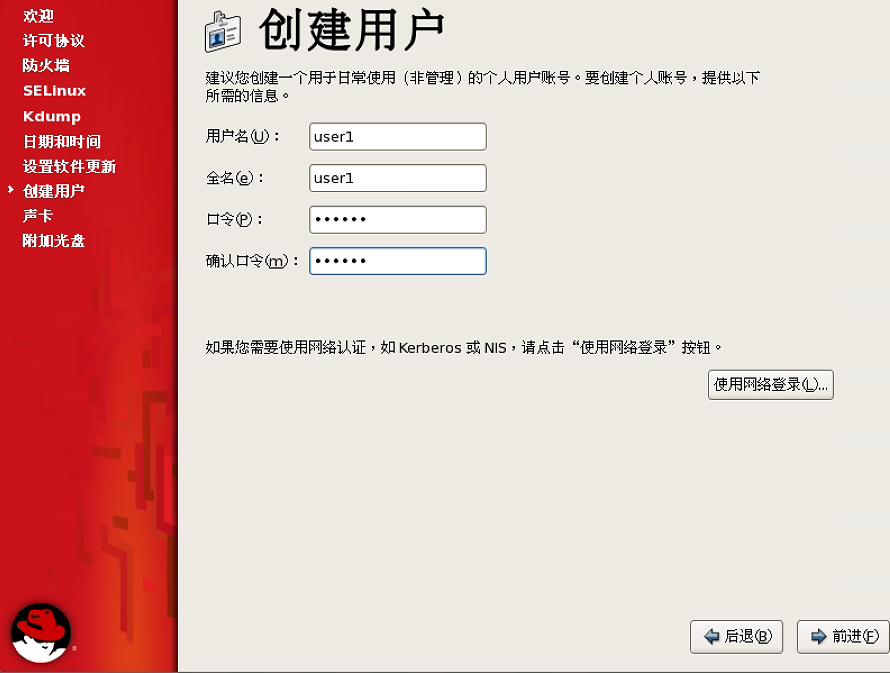 欢迎
许可协议
防火墙
SELinux
Kdump
日期和时间
设置软件更新
创建用户
声卡
附加光盘
创建用户
建议您创建一个用于日常使用（非管理）的个人用户账号。要创建个人账号，提供以下
所需的信息。
用户名(U)： user1
全名(e)： user1
口令(P)： ••••••
确认口令(m)： ••••••
如果您需要使用网络认证，如 Kerberos 或 NIS，请点击“使用网络登录”按钮。
使用网络登录(L)...
后退(B) 前进(F)